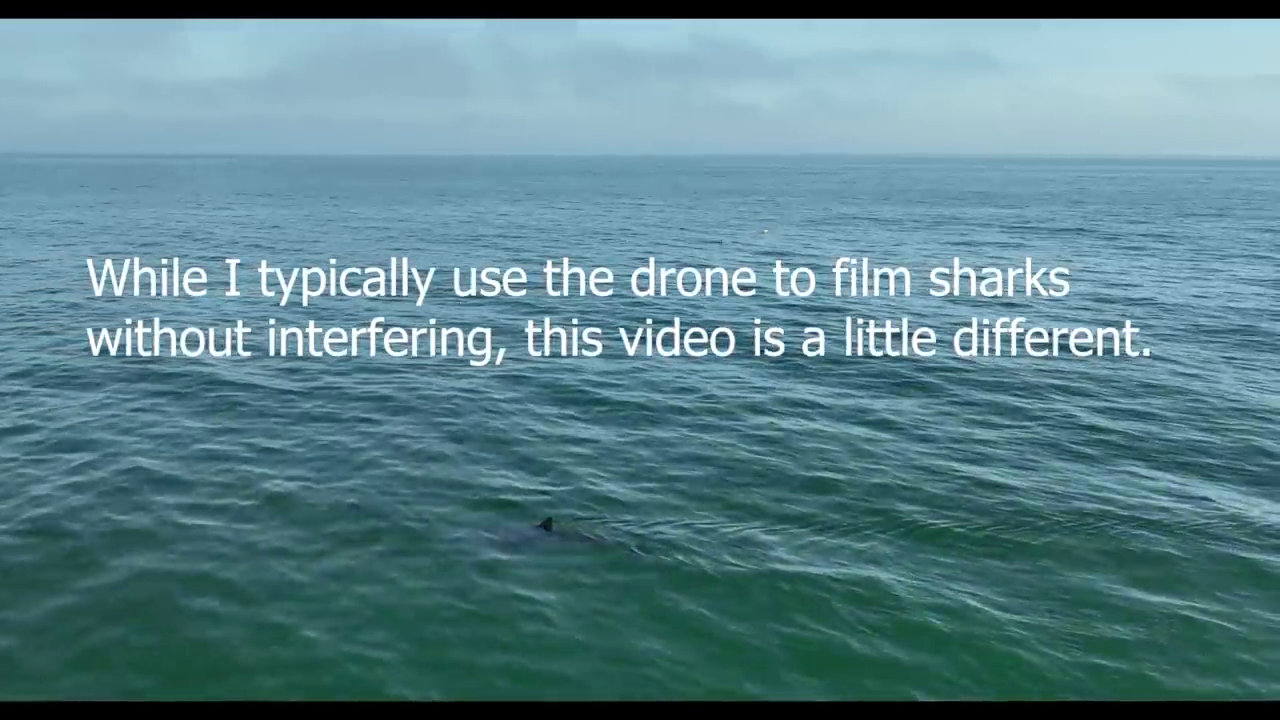 While I typically use the drone to film sharks
without interfering, this video is a little different.